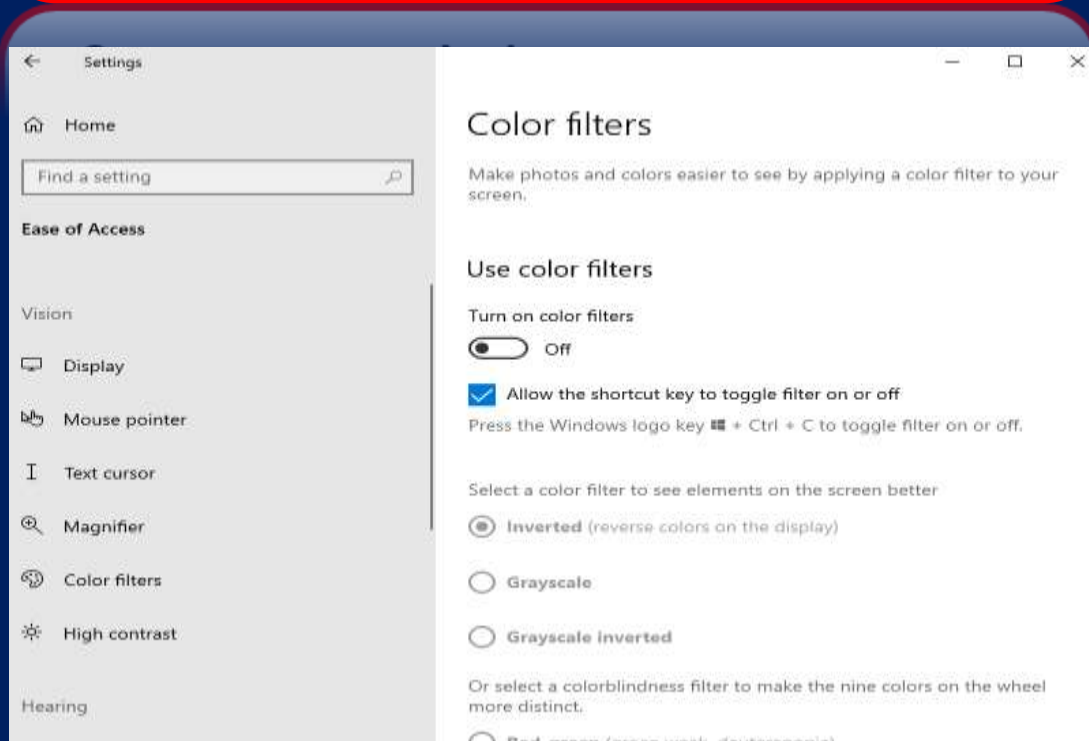 Settings
Home
Find a setting
Ease of Access
Vision
Display
Mouse pointer
Text cursor
Magnifier
Color filters
High contrast
Hearing
Color filters
Make photos and colors easier to see by applying a color filter to your
screen.
Use color filters
Turn on color filters
Off
Allow the shortcut key to toggle filter on or off
Press the Windows logo key + Ctrl + C to toggle filter on or off.
Select a color filter to see elements on the screen better
Inverted (reverse colors on the display)
Grayscale
Grayscale inverted
Or select a colorblindness filter to make the nine colors on the wheel
more distinct.